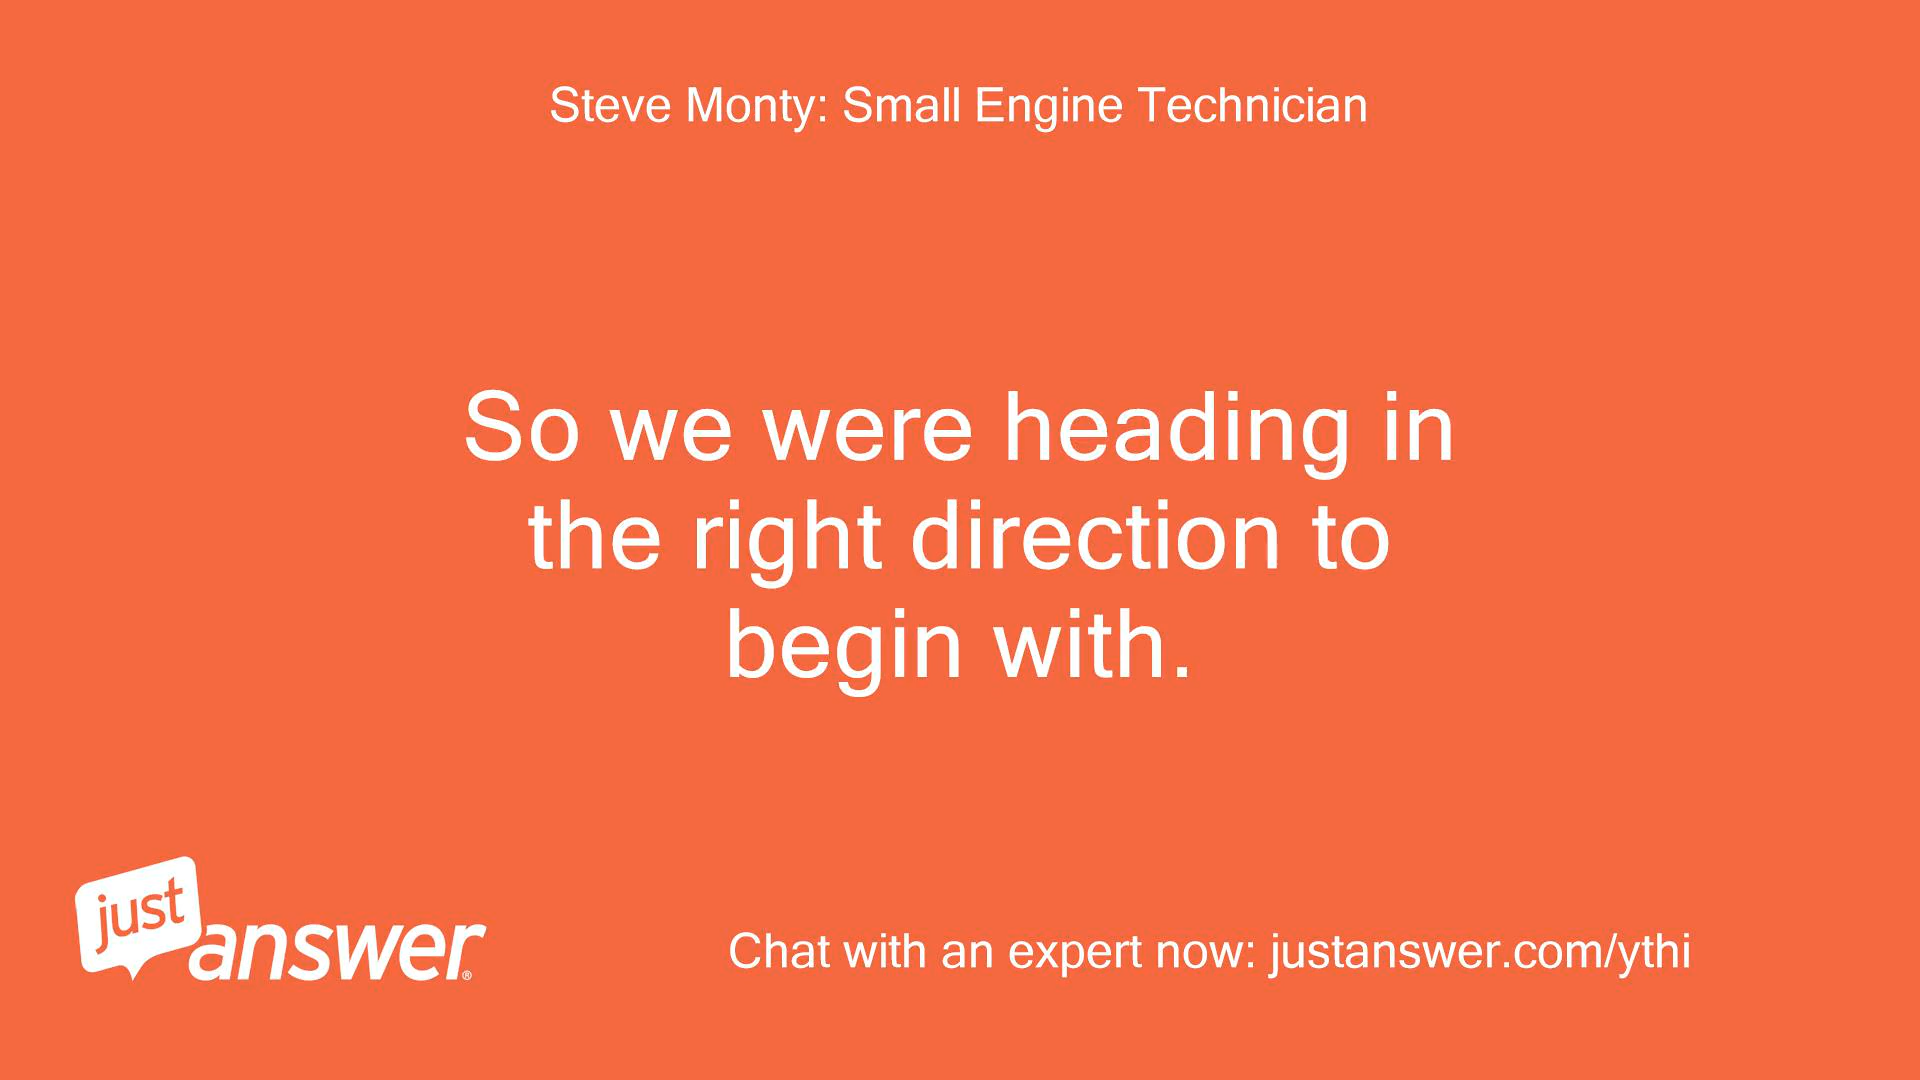 Steve Monty: Small Engine Technician
So we were heading in
the right direction to
begin with.
just
answer®
Chat with an expert now: justanswer.com/ythi